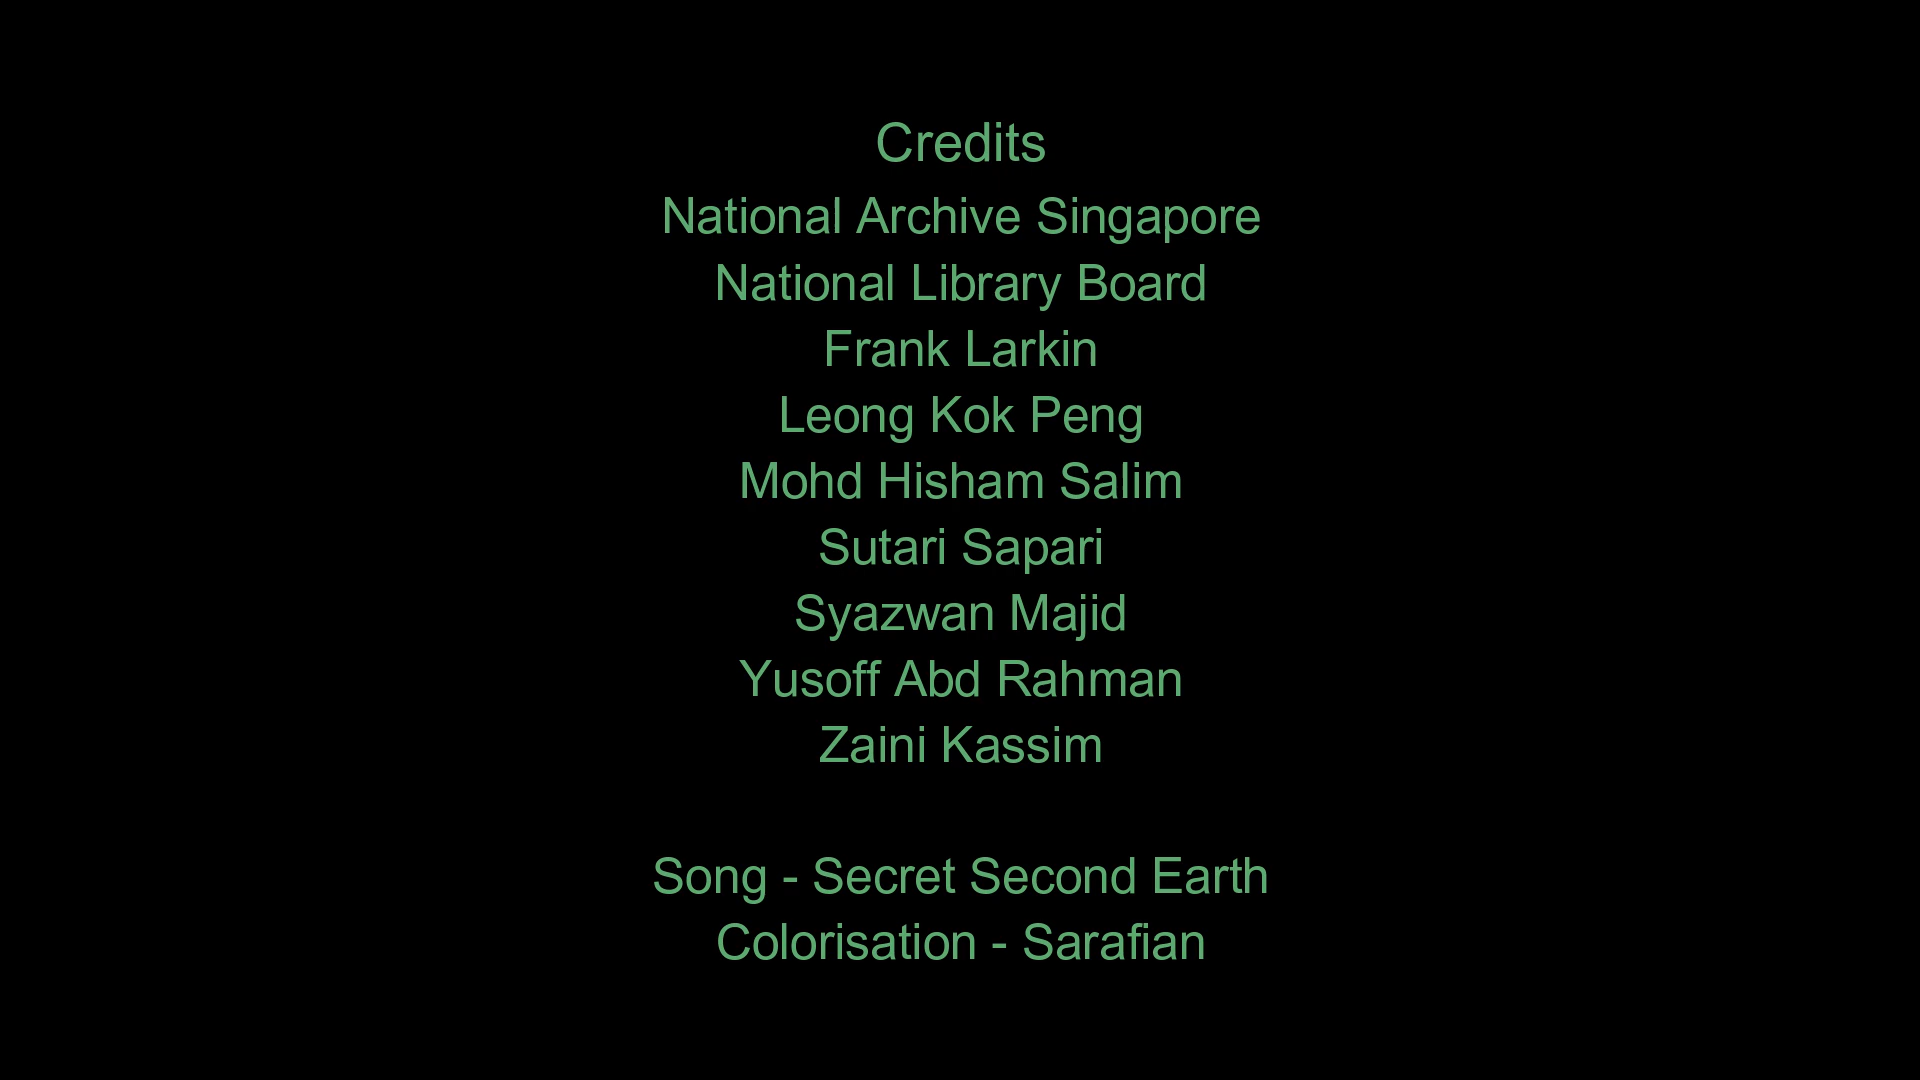 Credits
National Archive Singapore
National Library Board
Frank Larkin
Leong Kok Peng
Mohd Hisham Salim
Sutari Sapari
Syazwan Majid
Yusoff Abd Rahman
Zaini Kassim
Song - Secret Second Earth
Colorisation - Sarafian